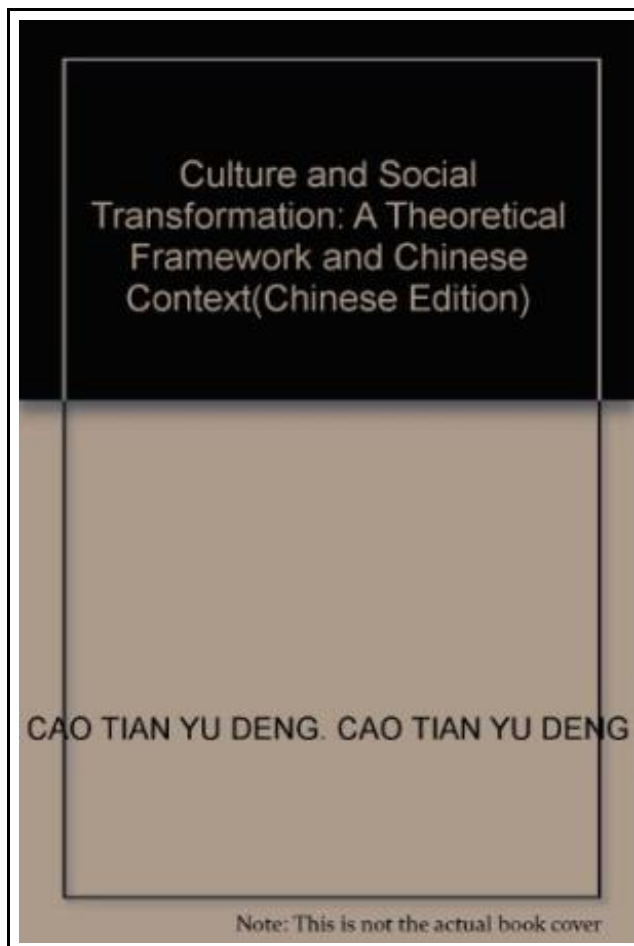 Culture and Social
Transformation: A Theoretical
Framework and Chinese
Context(Chinese Edition)
CAO TIAN YU DENG. CAO TIAN YU DENG
Note: This is not the actual book cover